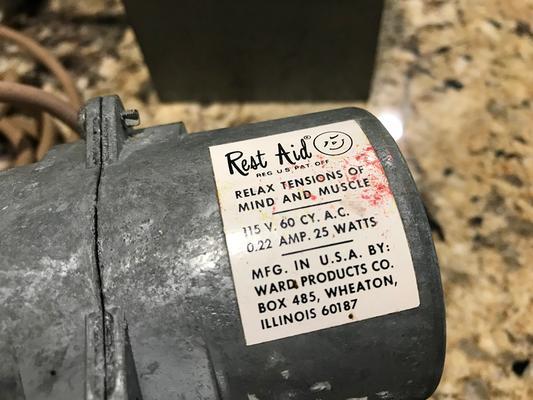 Rest Aid®
REG. U.S. PAT. OFF.
RELAX TENSIONS OF
MIND AND MUSCLE
115 V. 60 CY. A.C.
0.22 AMP. 25 WATTS
MFG. IN U.S.A. BY:
WARD PRODUCTS CO.
BOX 485, WHEATON,
ILLINOIS 60187